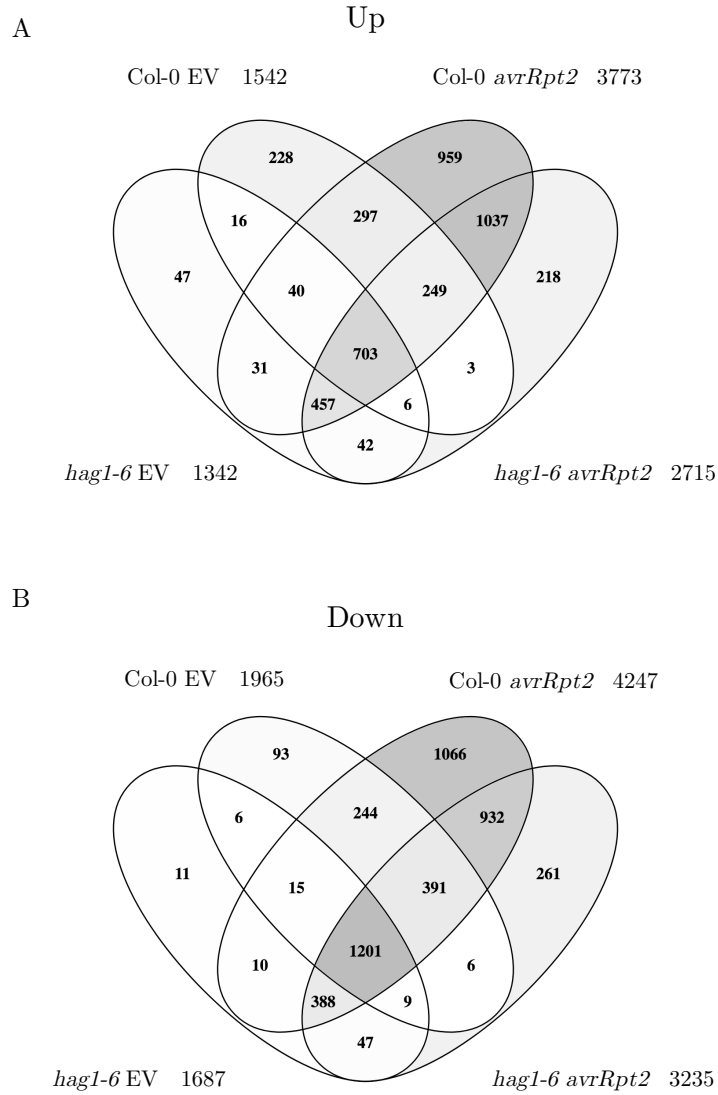 A
Up
Col-0 EV 1542 Col-0 avrRpt2 3773
228 959
16 297 1037
47 40 249 218
703
31 3
457 6
42
hag1-6 EV 1342 hag1-6 avrRpt2 2715
B
Down
Col-0 EV 1965 Col-0 avrRpt2 4247
93 1066
6 244 932
11 15 391 261
1201
10 6
388 9
47
hag1-6 EV 1687 hag1-6 avrRpt2 3235